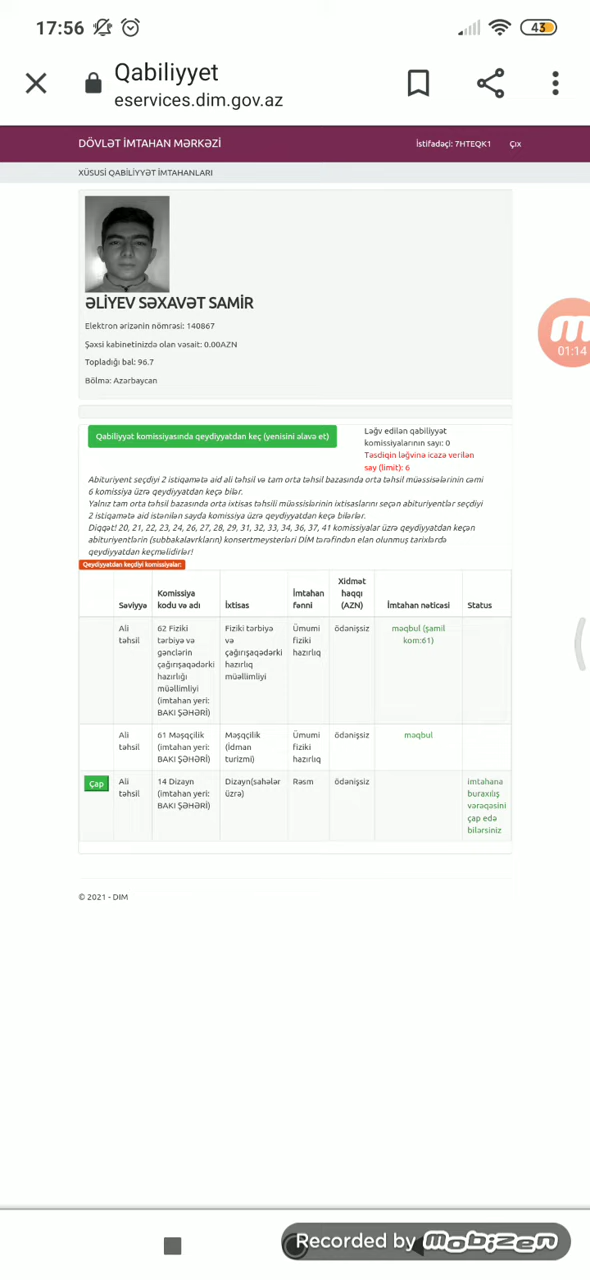 17:56
43
Qabiliyyet
eservices.dim.gov.az
DÖVLƏT İMTAHAN MƏRKƏZİ
İstifadəçi: 7HTEQK1 Çıx
XÜSUSİ QABİLİYYƏT İMTAHANLARI
ƏLİYEV SƏXAVƏT SAMİR
Elektron ərizənin nömrəsi: 140867
Şəxsi kabinetinizdə olan vəsait: 0.00AZN
Topladığı bal: 96.7
Bölmə: Azərbaycan
01:14
Qabiliyyət komissiyasında qeydiyyatdan keç (yenisini əlavə et)
Ləğv edilən qabiliyyət
komissiyalarının sayı: 0
Təsdiqin ləğvinə icazə verilən
say (limit): 6
Abituriyent seçdiyi 2 istiqamətə aid ali təhsil və tam orta təhsil bazasında orta təhsil müəssisələrinin cəmi
6 komissiya üzrə qeydiyyatdan keçə bilər.
Yalnız tam orta təhsil bazasında orta ixtisas təhsili müəssisələrinin ixtisaslarını seçən abituriyentlər seçdiyi
2 istiqamətə aid istənilən sayda komissiya üzrə qeydiyyatdan keçə bilərlər.
Diqqət! 20, 21, 22, 23, 24, 26, 27, 28, 29, 31, 32, 33, 34, 36, 37, 41 komissiyalar üzrə qeydiyyatdan keçən
abituriyentlərin (subbakalavrkların) konsertmeysterləri DİM tərəfindən elan olunmuş tarixlərdə
qeydiyyatdan keçməlidirlər!
Qeydiyyatdan keçdiyi komissiyalar:
Səviyyə
Komissiya
kodu və adı
İxtisas
İmtahan
fənni
Xidmət
haqqı
(AZN)
İmtahan nəticəsi
Status
Ali
təhsil
62 Fiziki
tərbiyə və
gənclərin
çağırışaqədərki
hazırlığı
müəllimliyi
(imtahan yeri:
BAKI ŞƏHƏRİ)
Fiziki tərbiyə
və
çağırışaqədərki
hazırlıq
müəllimliyi
Ümumi
fiziki
hazırlıq
ödənişsiz
məqbul (şamil
kom:61)
Ali
təhsil
61 Məşqçilik
(imtahan yeri:
BAKI ŞƏHƏRİ)
Məşqçilik
(İdman
turizmi)
Ümumi
fiziki
hazırlıq
ödənişsiz
məqbul
Çap
Ali
təhsil
14 Dizayn
(imtahan yeri:
BAKI ŞƏHƏRİ)
Dizayn(sahələr
üzrə)
Rəsm
ödənişsiz
imtahana
buraxılış
vərəqəsini
çap edə
bilərsiniz
© 2021 - DIM
Recorded by mobizen